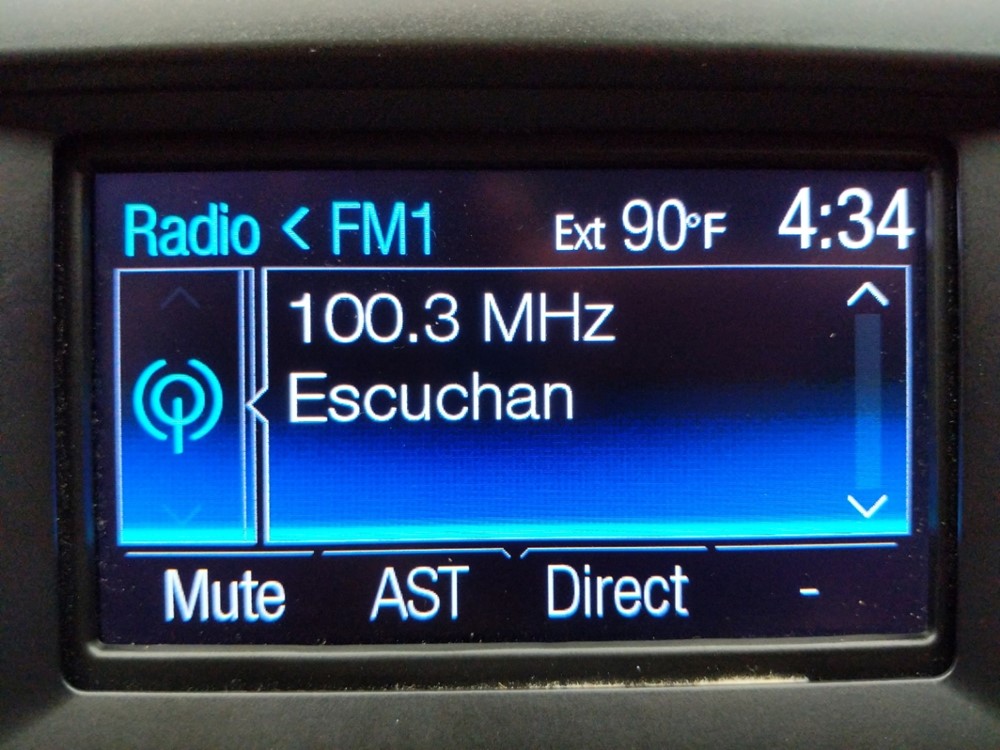 Radio < FM1 Ext 90°F 4:34
100.3 MHz
Escuchan
Mute AST Direct -